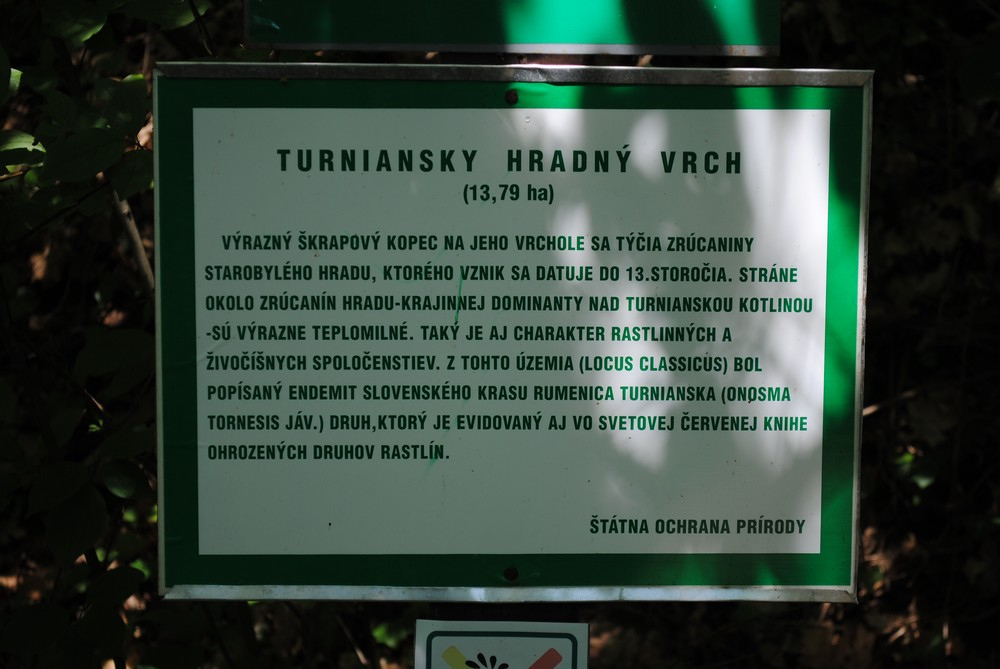 TURNIANSKY HRADNÝ VRCH
(13,79 ha)
VÝRAZNÝ ŠKRAPOVÝ KOPEC NA JEHO VRCHOLE SA TÝČIA ZRÚCANINY
STAROBYLÉHO HRADU, KTORÉHO VZNIK SA DATUJE DO 13.STOROČIA. STRÁNE
OKOLO ZRÚCANÍN HRADU-KRAJINNEJ DOMINANTY NAD TURNIANSKOU KOTLINOU
-SÚ VÝRAZNE TEPLOMILNÉ. TAKÝ JE AJ CHARAKTER RASTLINNÝCH A
ŽIVOČÍŠNYCH SPOLOČENSTIEV. Z TOHTO ÚZEMIA (LOCUS CLASSICUS) BOL
POPÍSANÝ ENDEMIT SLOVENSKÉHO KRASU RUMENICA TURNIANSKA (ONOSMA
TORNESIS JÁV.) DRUH,KTORÝ JE EVIDOVANÝ AJ VO SVETOVEJ ČERVENEJ KNIHE
OHROZENÝCH DRUHOV RASTLÍN.
ŠTÁTNA OCHRANA PRÍRODY